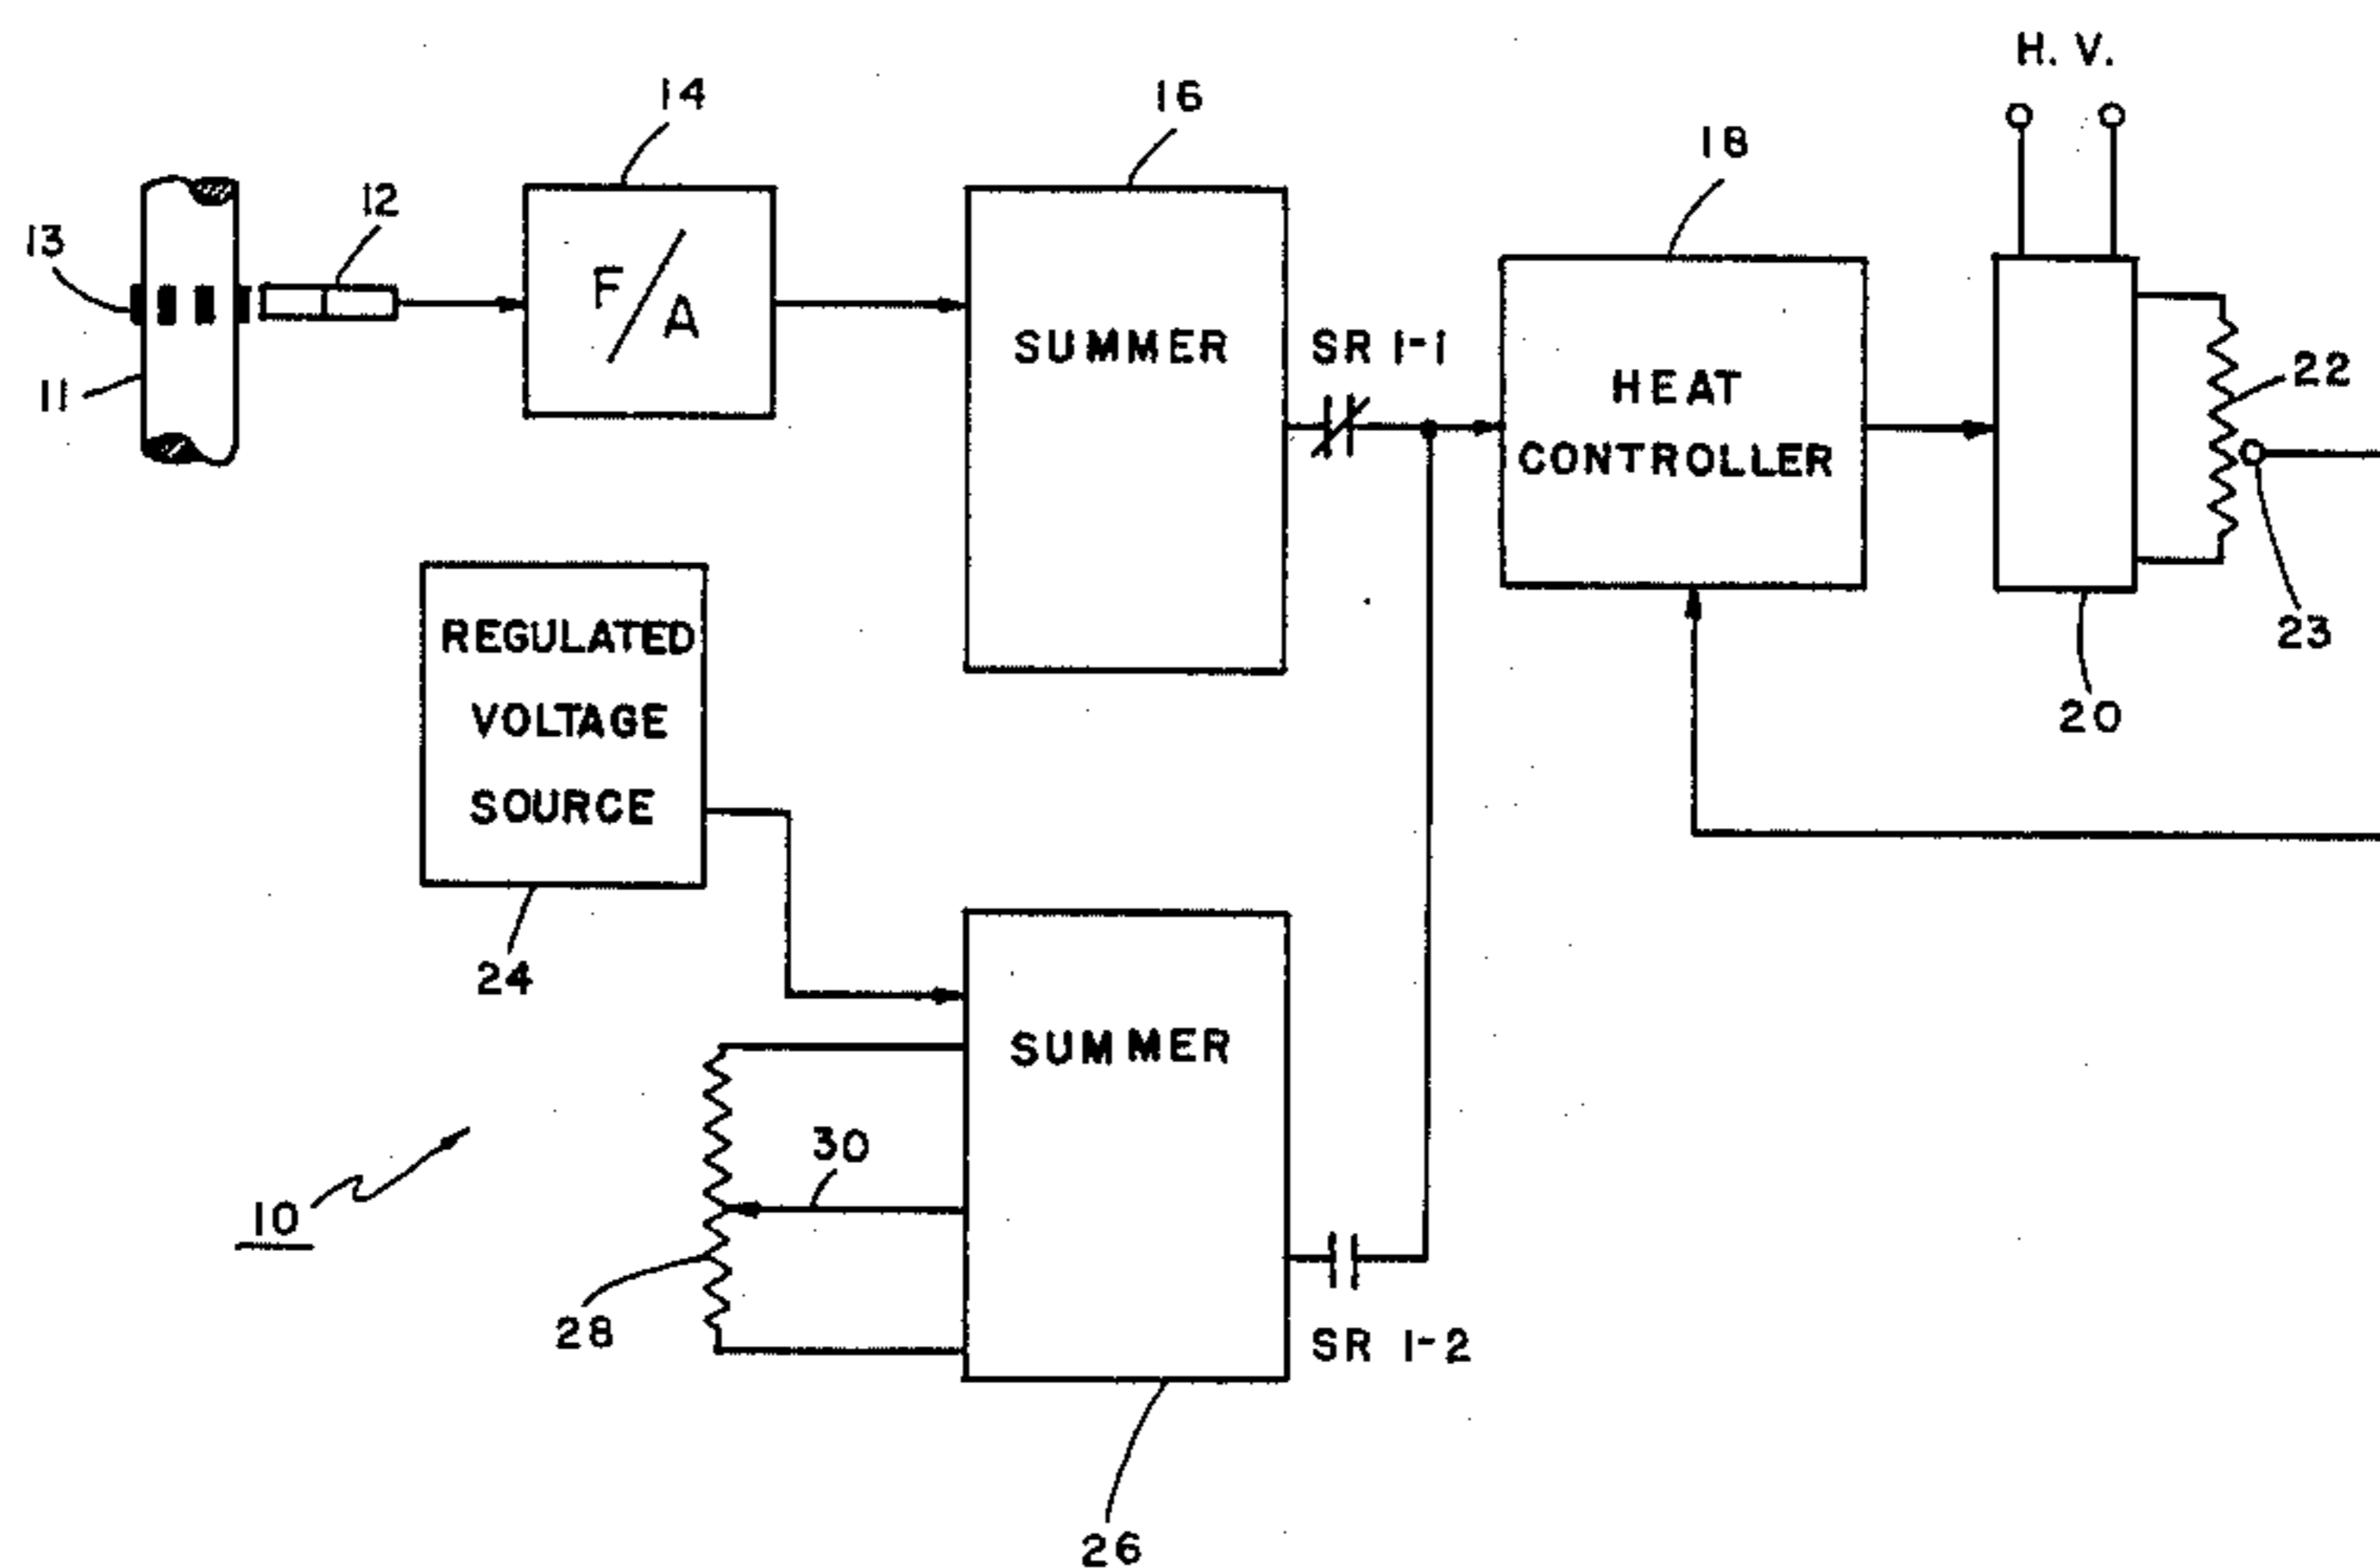 H. V.
14
16
18
12
13
F/A
SUMMER
SR 1-1
HEAT
CONTROLLER
22
11
23
20
REGULATED
VOLTAGE
SOURCE
24
SUMMER
30
10
28
SR 1-2
26